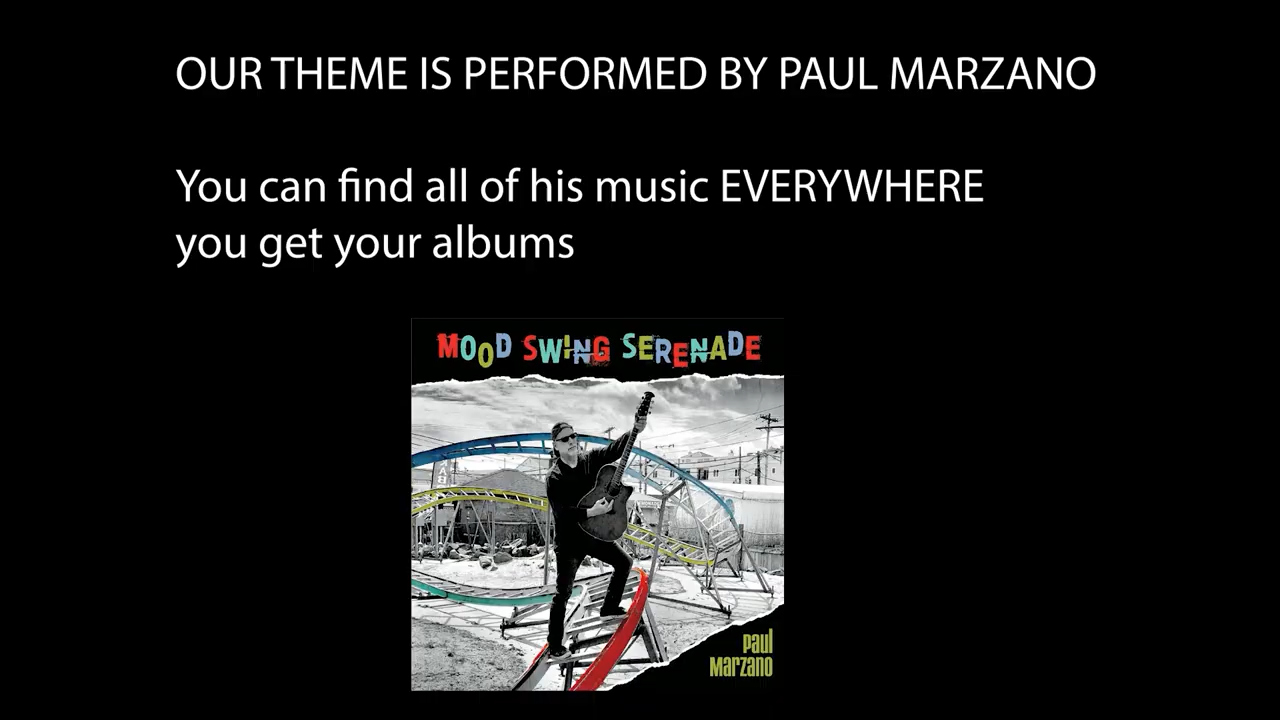 OUR THEME IS PERFORMED BY PAUL MARZANO
You can find all of his music EVERYWHERE
you get your albums
MOOD SWING SERENADE
paul
MARZANO